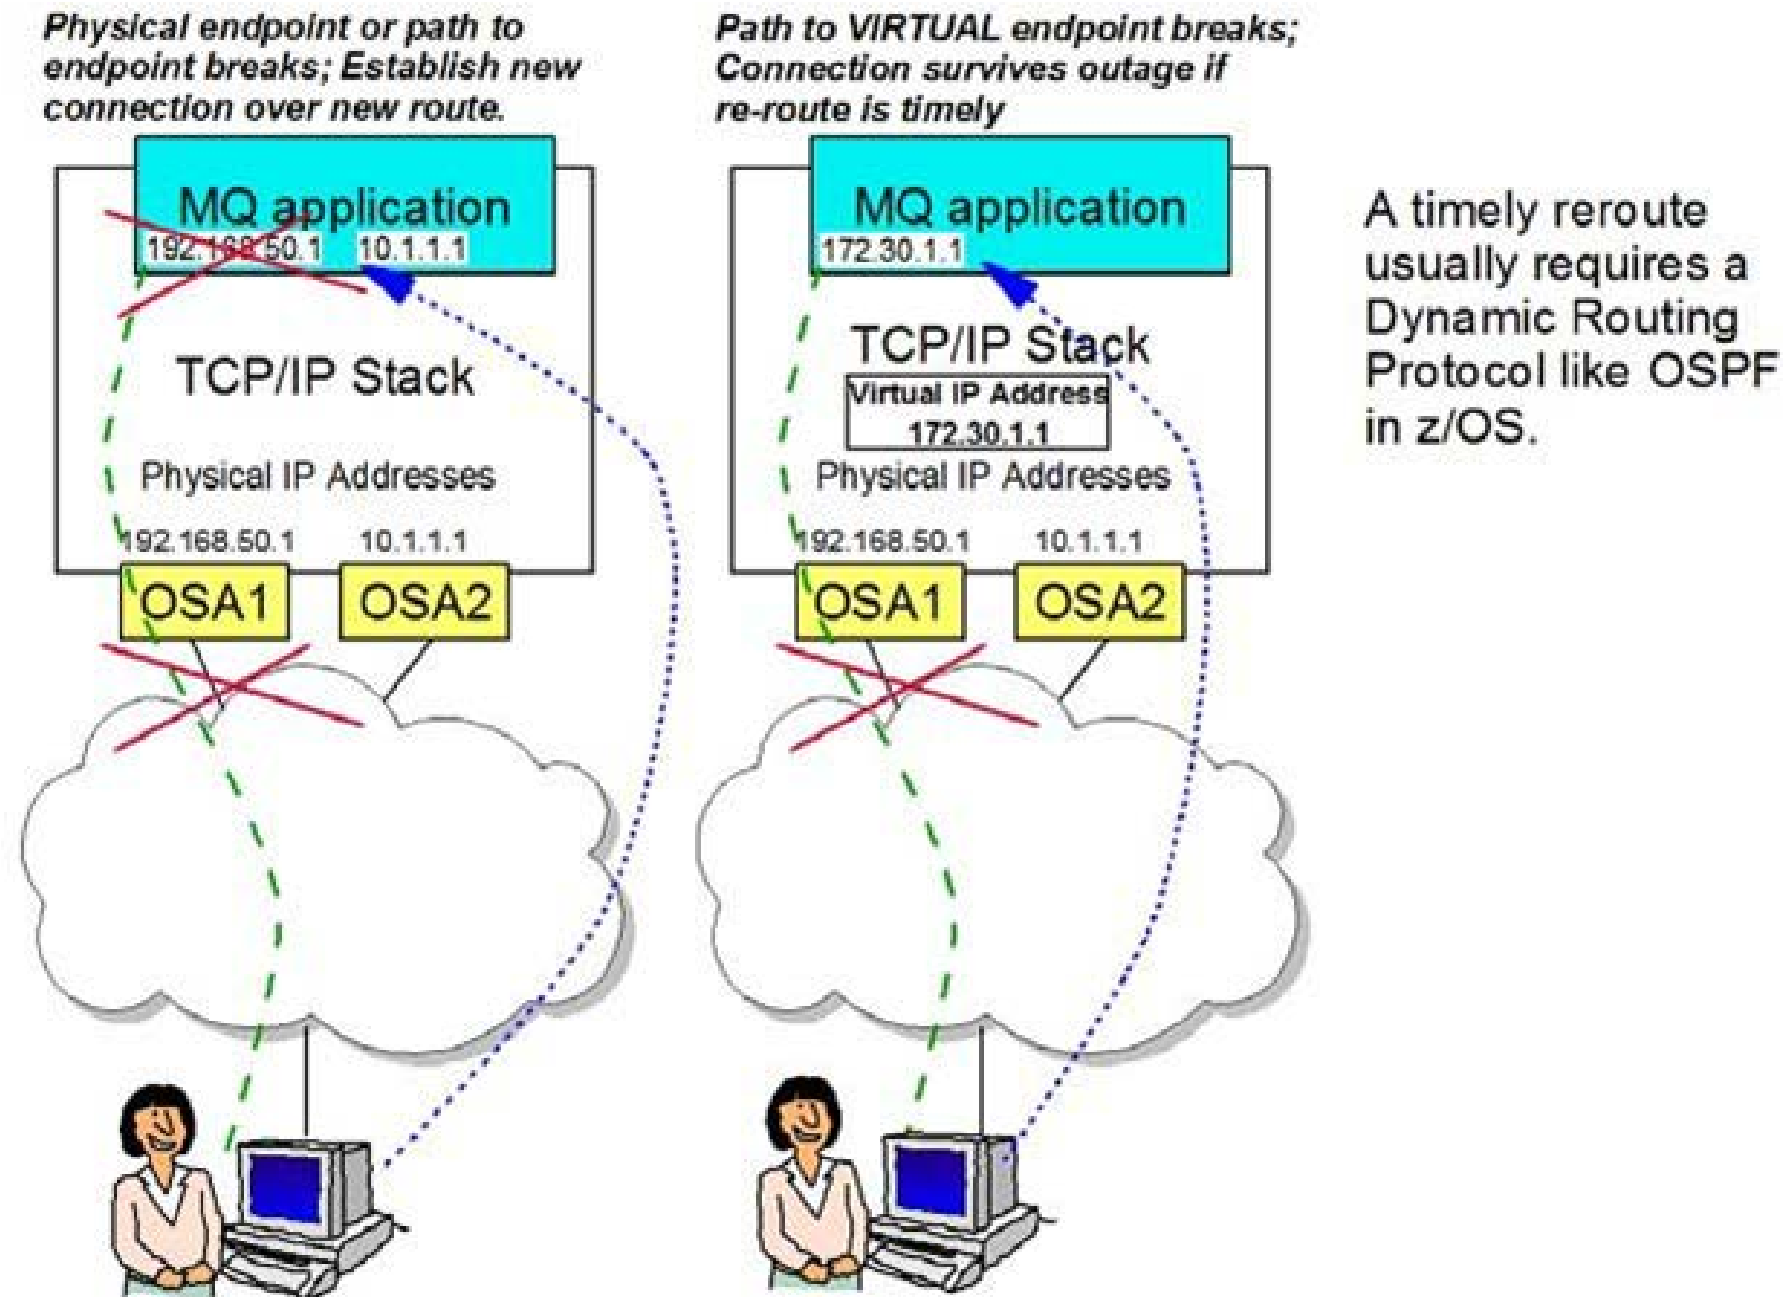 Physical endpoint or path to
endpoint breaks; Establish new
connection over new route.
MQ application
192.168.50.1 10.1.1.1
TCP/IP Stack
Physical IP Addresses
192.168.50.1 10.1.1.1
OSA1 OSA2
Path to VIRTUAL endpoint breaks;
Connection survives outage if
re-route is timely
MQ application
172.30.1.1
TCP/IP Stack
Virtual IP Address
172.30.1.1
Physical IP Addresses
192.168.50.1 10.1.1.1
OSA1 OSA2
A timely reroute
usually requires a
Dynamic Routing
Protocol like OSPF
in z/OS.